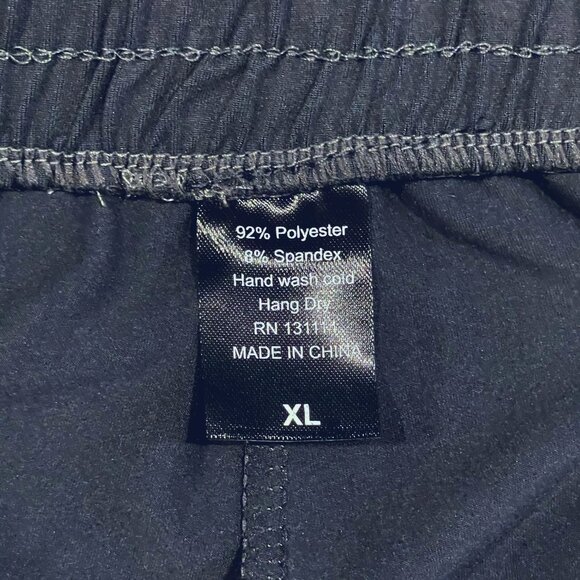 92% Polyester
8% Spandex
Hand wash cold
Hang Dry
RN 131111
MADE IN CHINA
XL